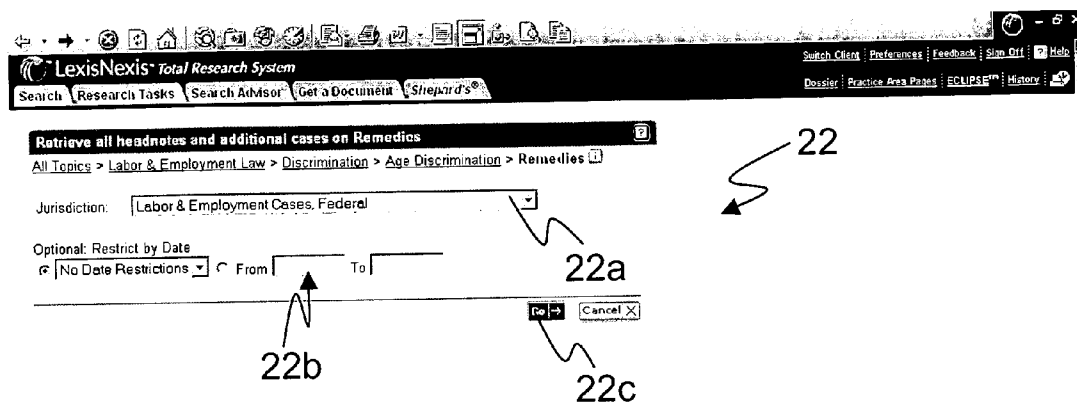 Switch Client Preferences Feedback Sign Off ? Help
LexisNexis™ Total Research System
Search Research Tasks Search Advisor Get a Document Shepard's®
Dossier Practice Area Pages ECLIPSE™ History
Retrieve all headnotes and additional cases on Remedies ?
All Topics > Labor & Employment Law > Discrimination > Age Discrimination > Remedies i
22
Jurisdiction: Labor & Employment Cases, Federal
Optional: Restrict by Date
No Date Restrictions From To
22a
Go Cancel X
22b
22c